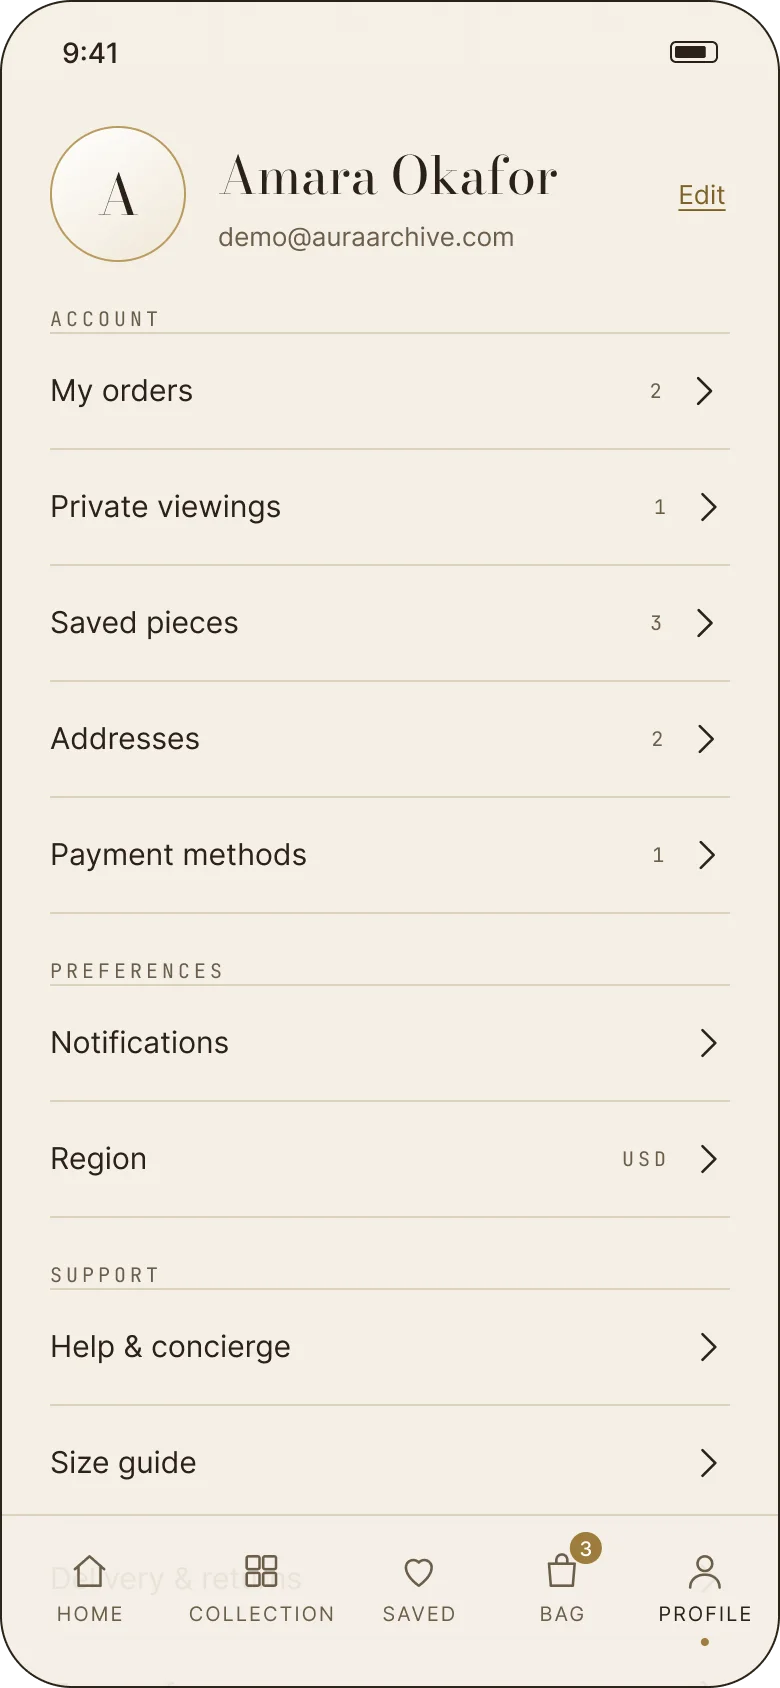 9:41
A
Amara Okafor
demo@auraarchive.com
Edit
ACCOUNT
My orders 2
Private viewings 1
Saved pieces 3
Addresses 2
Payment methods 1
PREFERENCES
Notifications
Region USD
SUPPORT
Help & concierge
Size guide
Delivery & returns
3
HOME COLLECTION SAVED BAG PROFILE